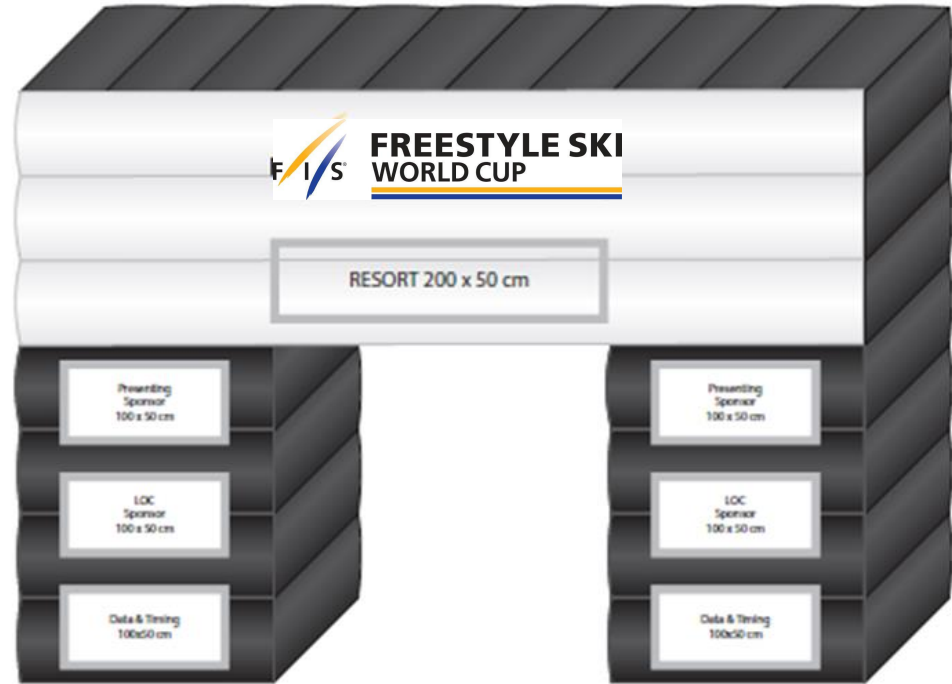 FIS
FREESTYLE SKI
WORLD CUP
RESORT 200 x 50 cm
Presenting
Sponsor
100 x 50 cm
Presenting
Sponsor
100 x 50 cm
LOC
Sponsor
100 x 50 cm
LOC
Sponsor
100 x 50 cm
Data & Timing
100x50 cm
Data & Timing
100x50 cm